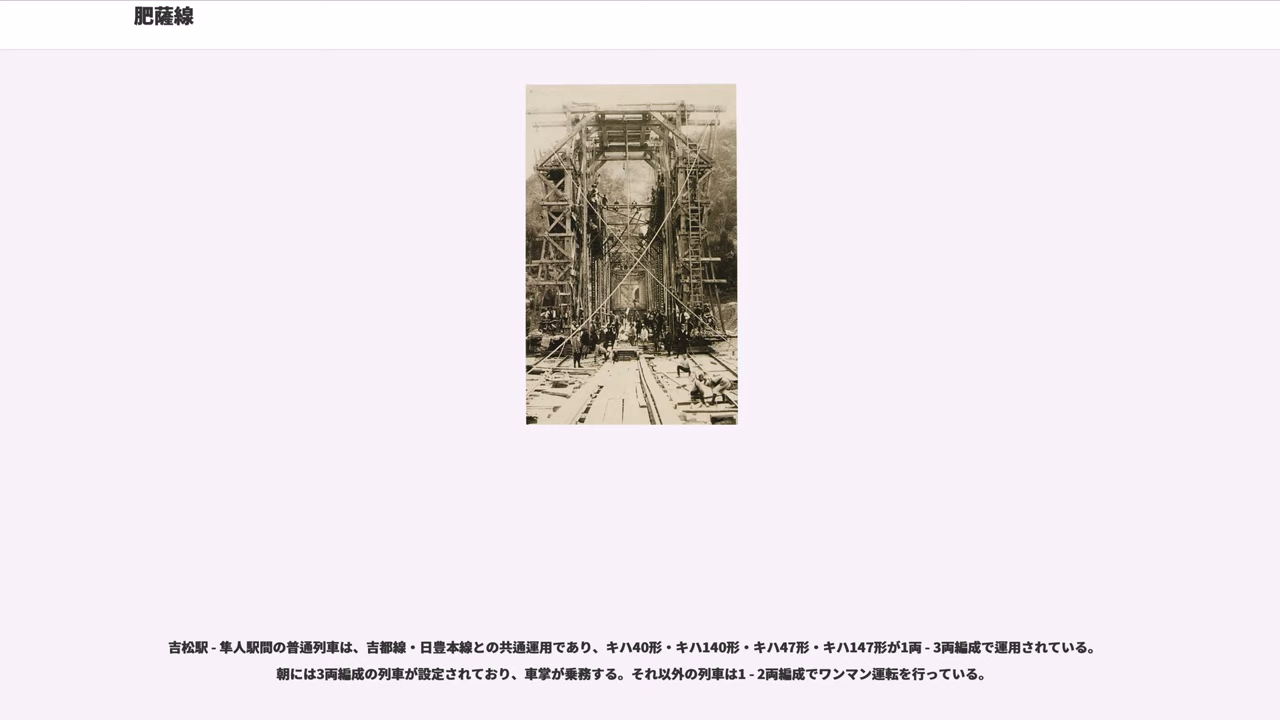 肥薩線
吉松駅 - 隼人駅間の普通列車は、吉都線・日豊本線との共通運用であり、キハ40形・キハ140形・キハ47形・キハ147形が1両 - 3両編成で運用されている。
朝には3両編成の列車が設定されており、車掌が乗務する。それ以外の列車は1 - 2両編成でワンマン運転を行っている。